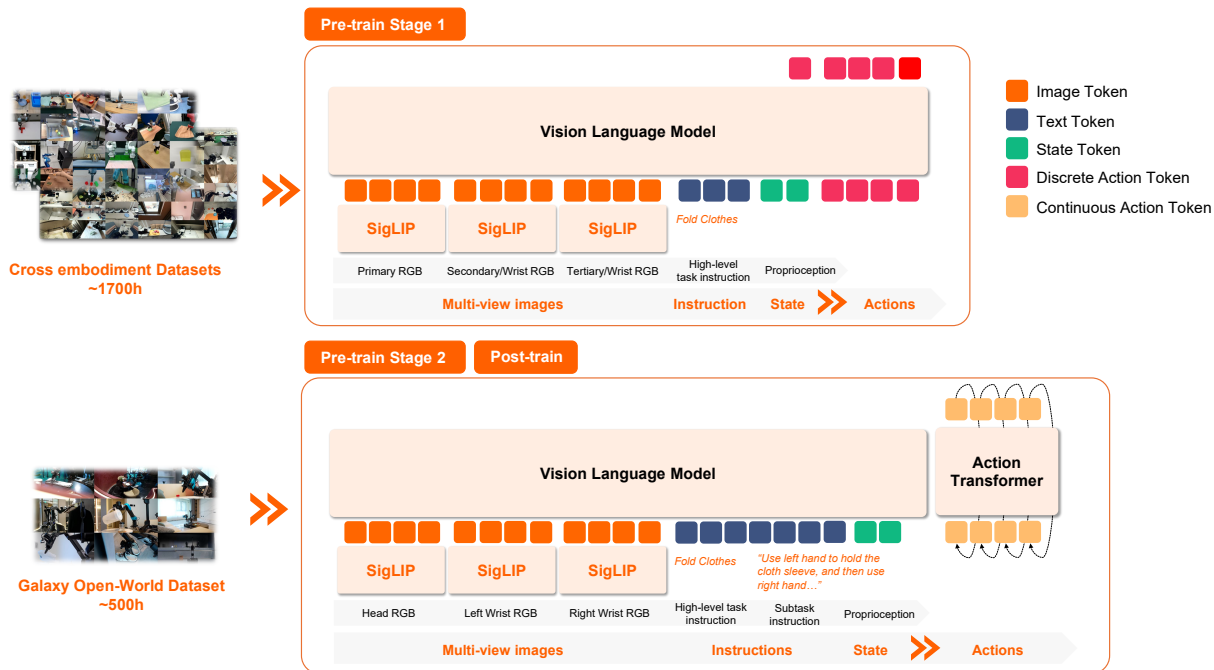 Pre-train Stage 1
Vision Language Model
SigLIP
SigLIP
SigLIP
Fold Clothes
Primary RGB
Secondary/Wrist RGB
Tertiary/Wrist RGB
High-level
task instruction
Proprioception
Multi-view images
Instruction
State
Actions
Cross embodiment Datasets
~1700h
Image Token
Text Token
State Token
Discrete Action Token
Continuous Action Token
Pre-train Stage 2
Post-train
Vision Language Model
Action
Transformer
SigLIP
SigLIP
SigLIP
Fold Clothes
“Use left hand to hold the
cloth sleeve, and then use
right hand…”
Head RGB
Left Wrist RGB
Right Wrist RGB
High-level task
instruction
Subtask
instruction
Proprioception
Multi-view images
Instructions
State
Actions
Galaxy Open-World Dataset
~500h